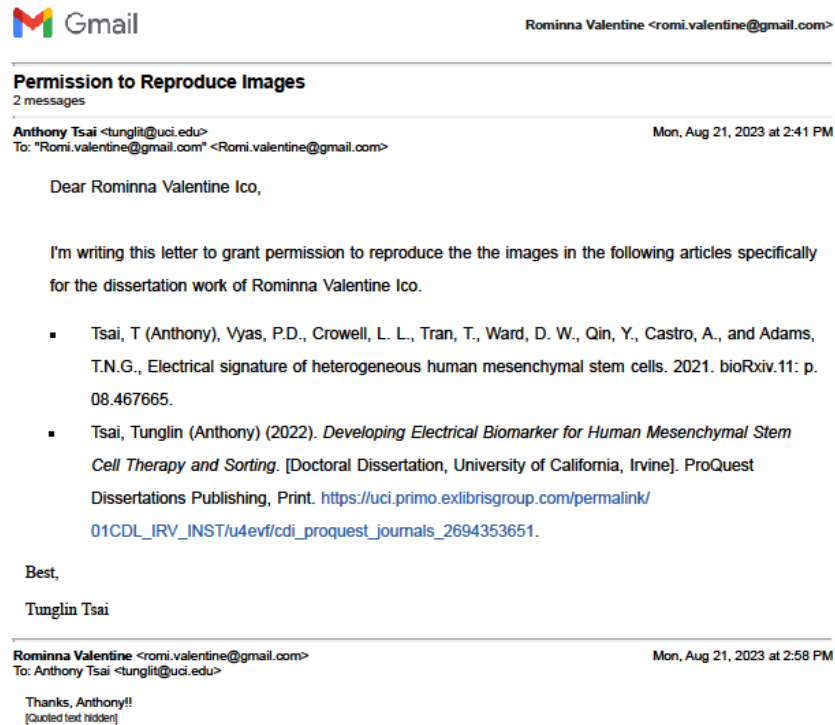 Gmail
Rominna Valentine <romi.valentine@gmail.com>
Permission to Reproduce Images
2 messages
Anthony Tsai <tunglit@uci.edu>
Mon, Aug 21, 2023 at 2:41 PM
To: "Romi.valentine@gmail.com" <Romi.valentine@gmail.com>
Dear Rominna Valentine Ico,
I'm writing this letter to grant permission to reproduce the the images in the following articles specifically
for the dissertation work of Rominna Valentine Ico.
▪ Tsai, T (Anthony), Vyas, P.D., Crowell, L. L., Tran, T., Ward, D. W., Qin, Y., Castro, A., and Adams,
T.N.G., Electrical signature of heterogeneous human mesenchymal stem cells. 2021. bioRxiv.11: p.
08.467665.
▪ Tsai, Tunglin (Anthony) (2022). Developing Electrical Biomarker for Human Mesenchymal Stem
Cell Therapy and Sorting. [Doctoral Dissertation, University of California, Irvine]. ProQuest
Dissertations Publishing, Print. https://uci.primo.exlibrisgroup.com/permalink/
01CDL_IRV_INST/u4evf/cdi_proquest_journals_2694353651.
Best,
Tunglin Tsai
Rominna Valentine <romi.valentine@gmail.com>
Mon, Aug 21, 2023 at 2:58 PM
To: Anthony Tsai <tunglit@uci.edu>
Thanks, Anthony!!
[Quoted text hidden]